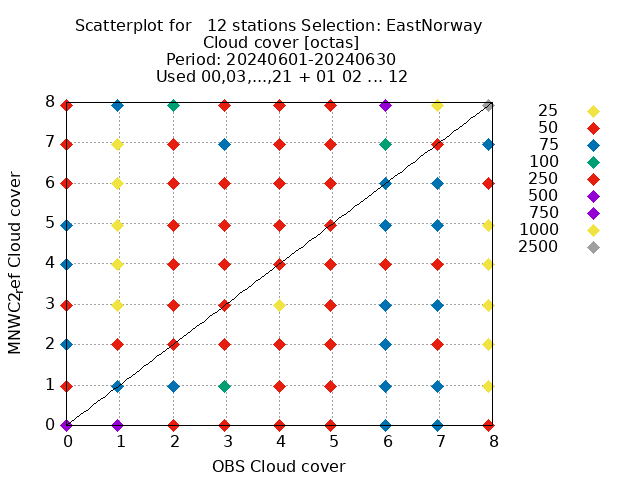 Scatterplot for   12 stations Selection: EastNorway
Cloud cover [octas]
Period: 20240601-20240630
Used 00,03,...,21 + 01 02 ... 12
8
7
6
5
4
3
2
1
0
MNWC2ref Cloud cover
0 1 2 3 4 5 6 7 8
OBS Cloud cover
25
50
75
100
250
500
750
1000
2500